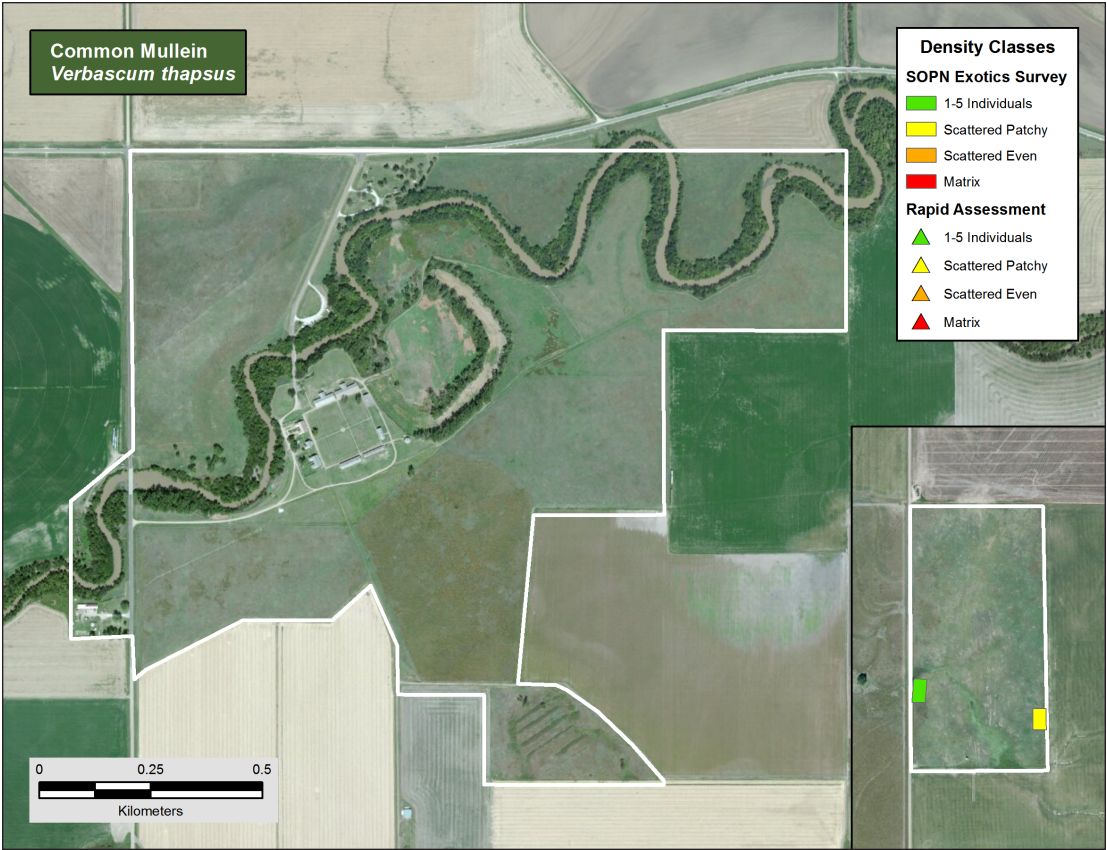 Common Mullein
Verbascum thapsus
Density Classes
SOPN Exotics Survey
1-5 Individuals
Scattered Patchy
Scattered Even
Matrix
Rapid Assessment
1-5 Individuals
Scattered Patchy
Scattered Even
Matrix
0 0.25 0.5
Kilometers